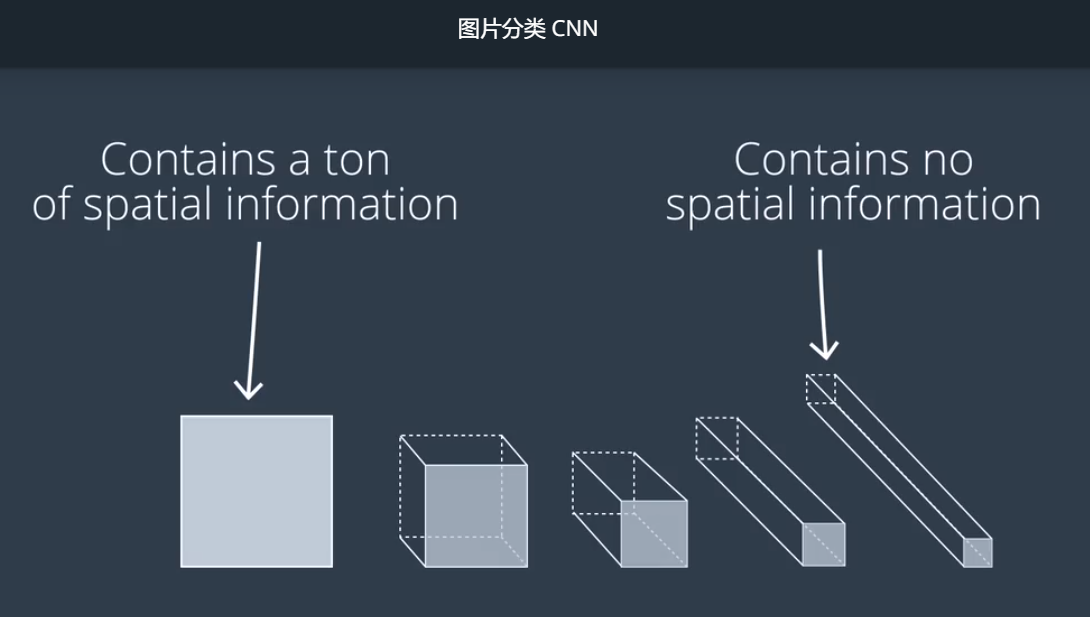 图片分类 CNN
Contains a ton
of spatial information
Contains no
spatial information